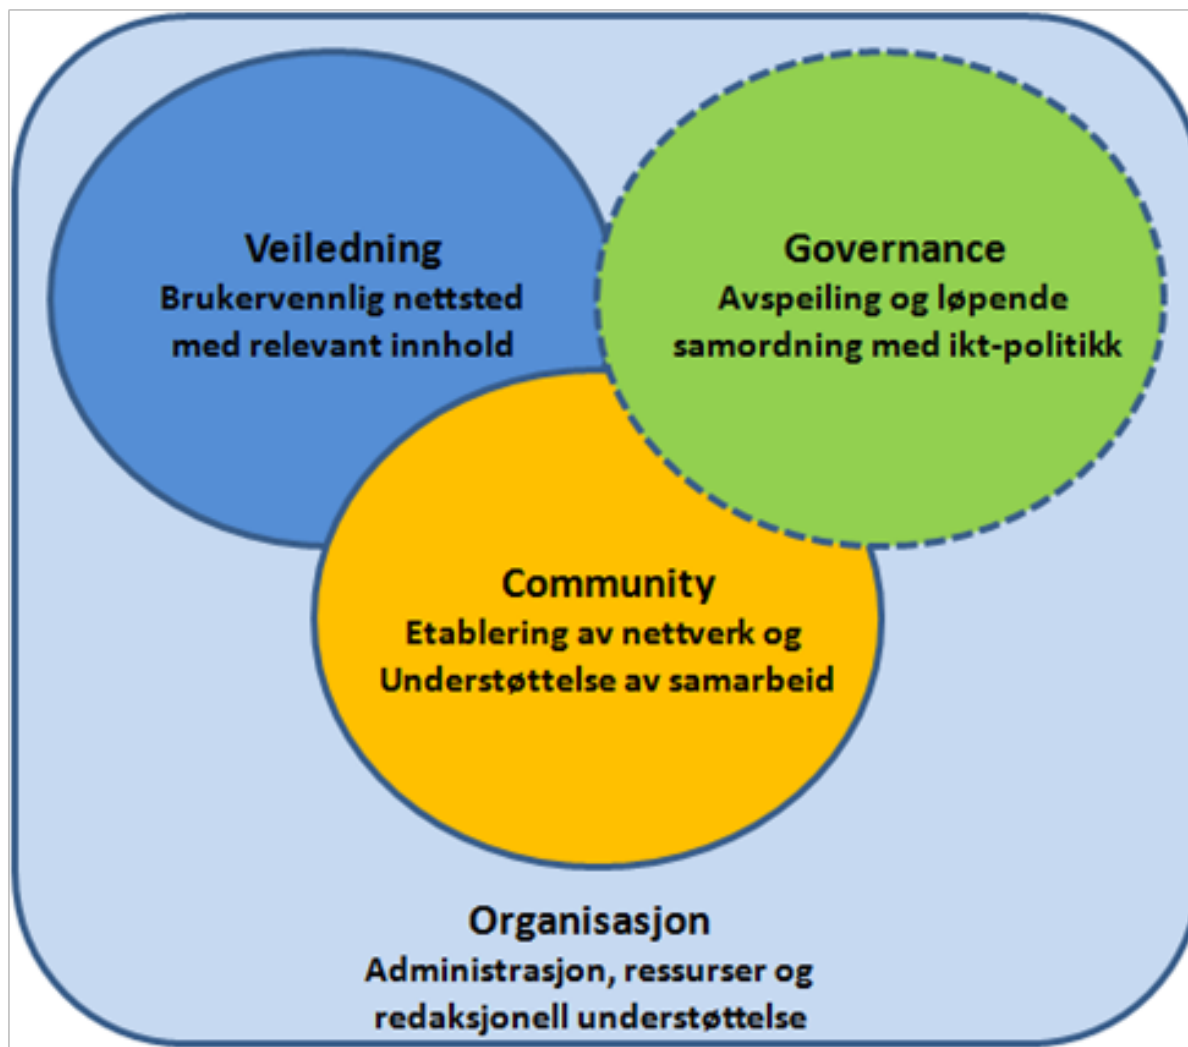 Veiledning
Brukervennlig nettsted
med relevant innhold
Governance
Avspeiling og løpende
samordning med ikt-politikk
Community
Etablering av nettverk og
Understøttelse av samarbeid
Organisasjon
Administrasjon, ressurser og
redaksjonell understøttelse